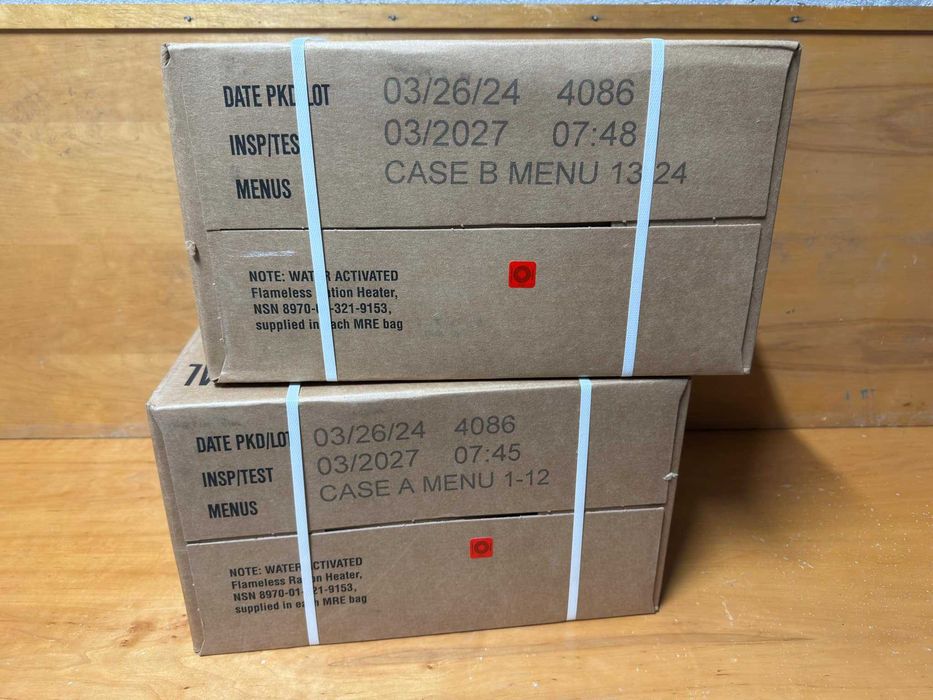 DATE PKD/LOT 03/26/24 4086
INSP/TEST 03/2027 07:48
MENUS CASE B MENU 13-24
NOTE: WATER ACTIVATED
Flameless Ration Heater,
NSN 8970-01-321-9153,
supplied in each MRE bag
DATE PKD/LOT 03/26/24 4086
INSP/TEST 03/2027 07:45
MENUS CASE A MENU 1-12
NOTE: WATER ACTIVATED
Flameless Ration Heater,
NSN 8970-01-321-9153,
supplied in each MRE bag